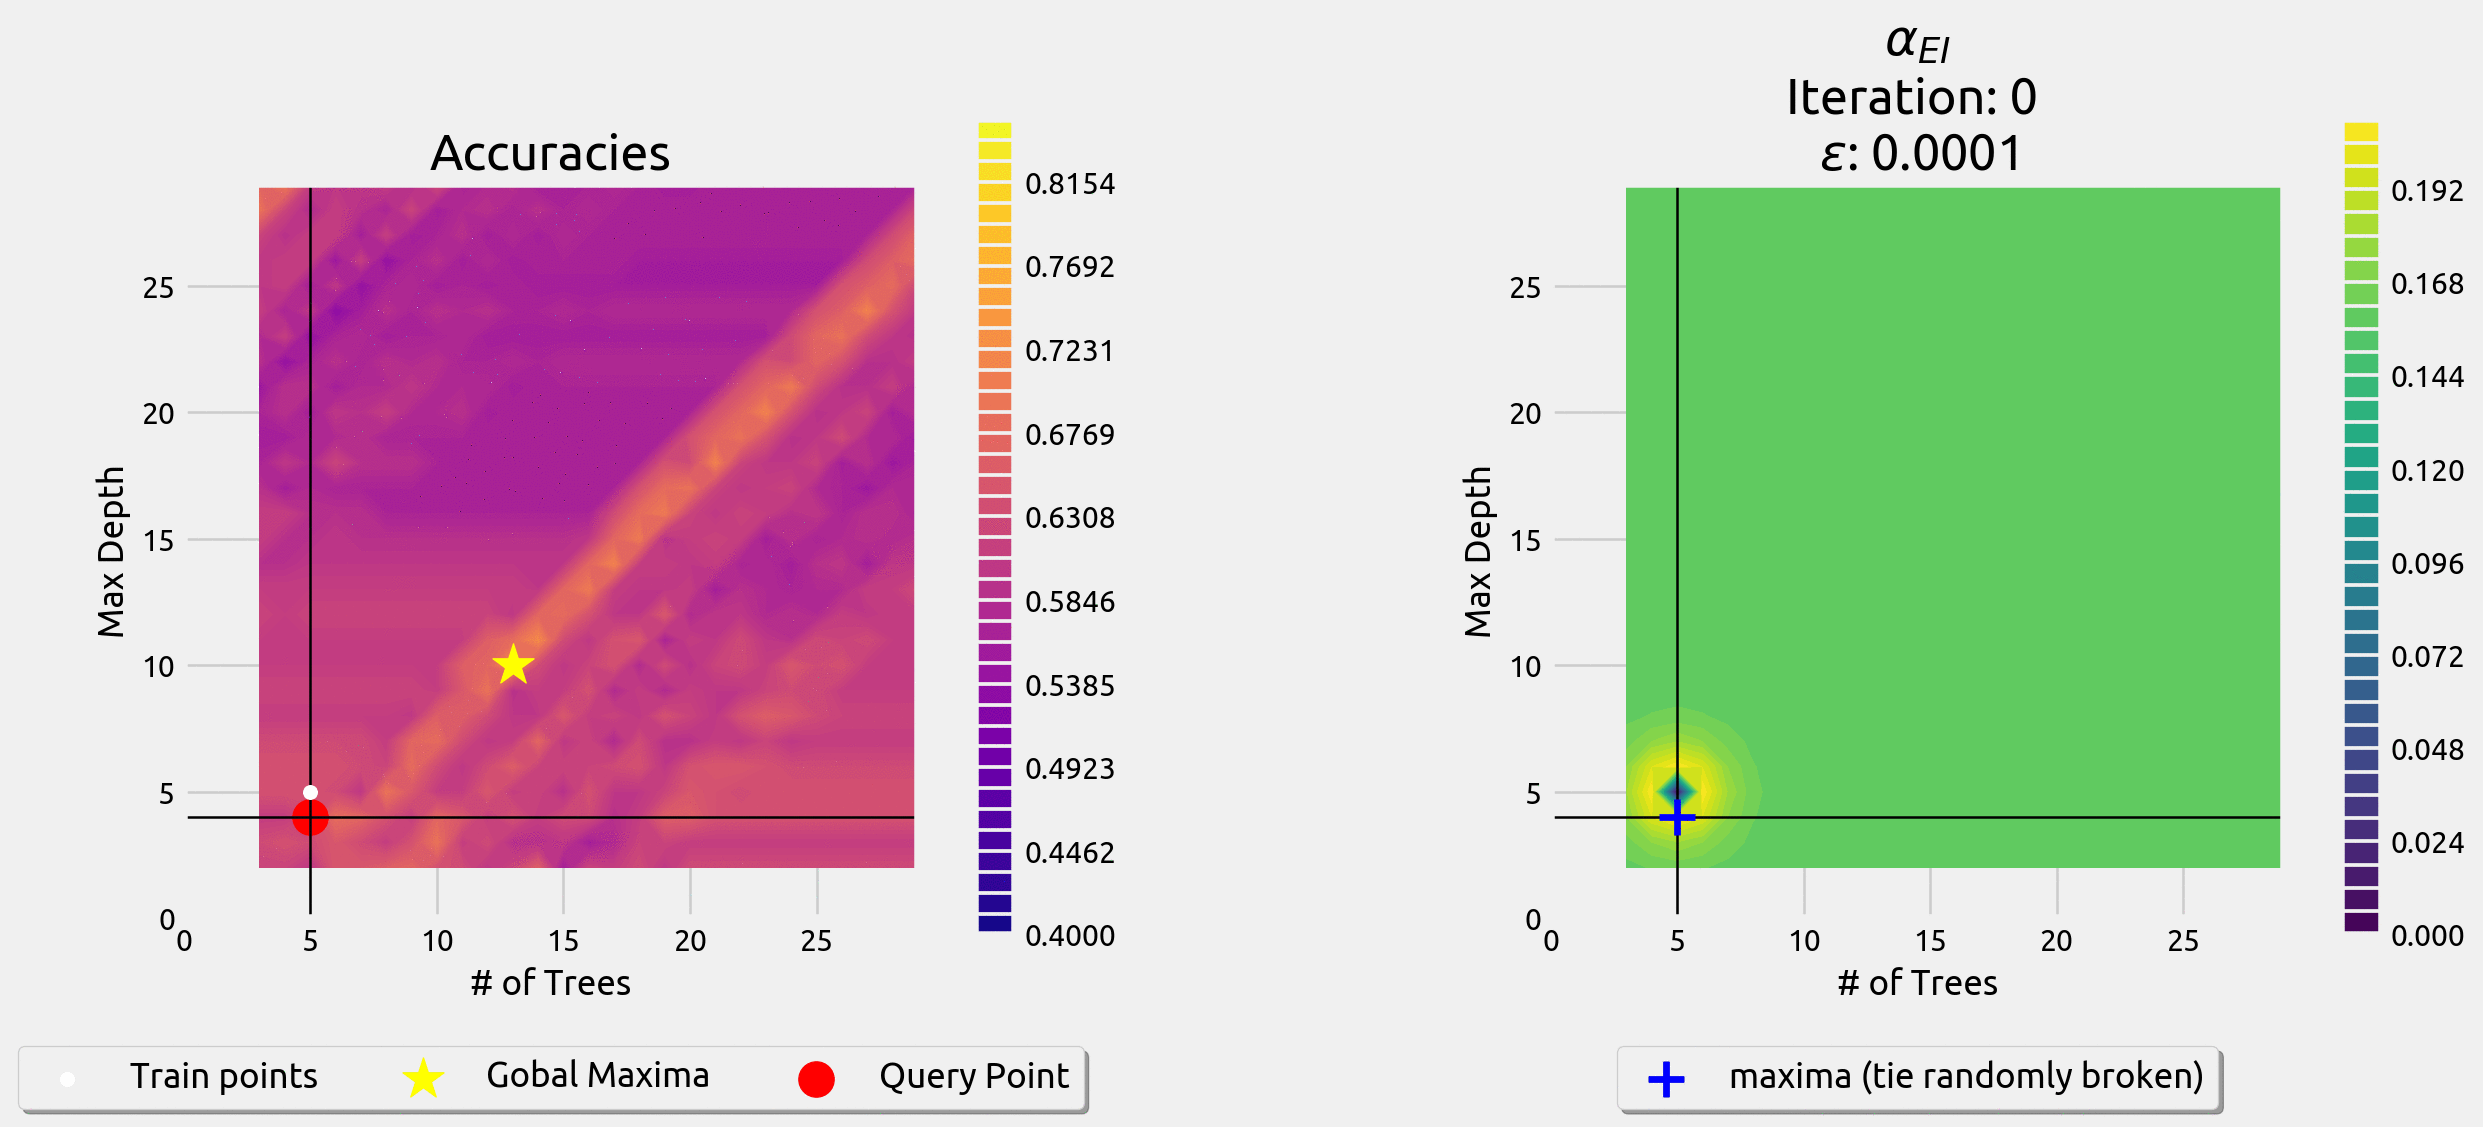 Accuracies
Max Depth
25
20
15
10
5
0
0 5 10 15 20 25
# of Trees
0.8154
0.7692
0.7231
0.6769
0.6308
0.5846
0.5385
0.4923
0.4462
0.4000
Train points Gobal Maxima Query Point
α_EI
Iteration: 0
ε: 0.0001
Max Depth
25
20
15
10
5
0
0 5 10 15 20 25
# of Trees
0.192
0.168
0.144
0.120
0.096
0.072
0.048
0.024
0.000
maxima (tie randomly broken)